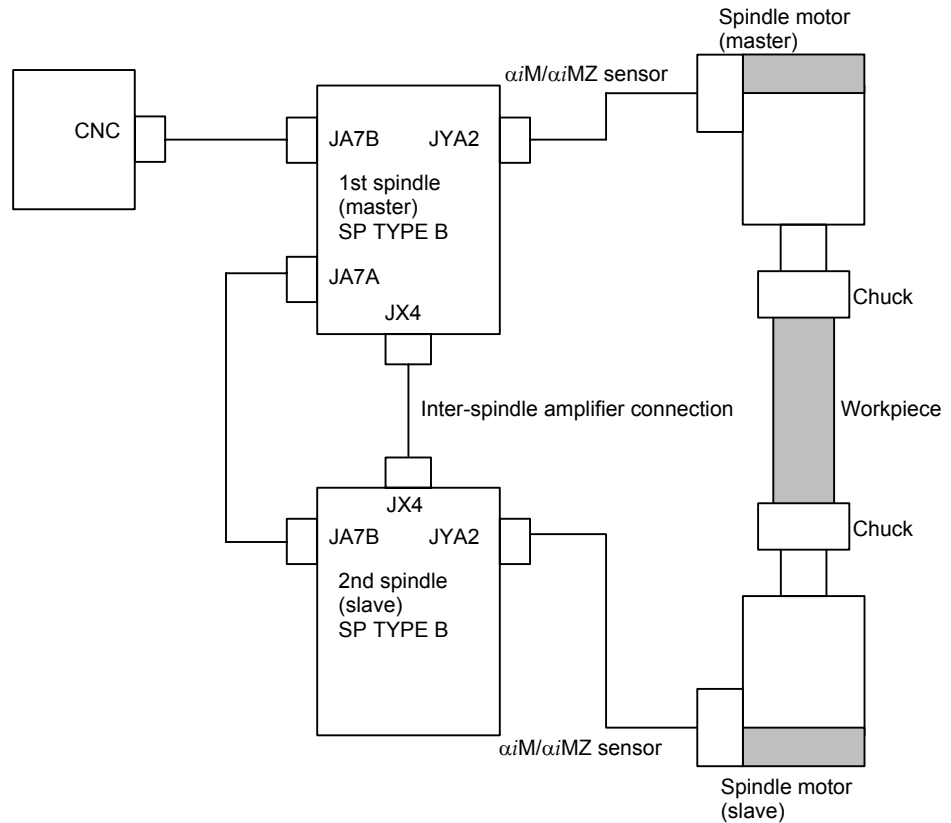 Spindle motor
(master)
αiM/αiMZ sensor
CNC
JA7B JYA2
1st spindle
(master)
SP TYPE B
JA7A
JX4
Chuck
Inter-spindle amplifier connection
Workpiece
JX4
JA7B JYA2
Chuck
2nd spindle
(slave)
SP TYPE B
αiM/αiMZ sensor
Spindle motor
(slave)